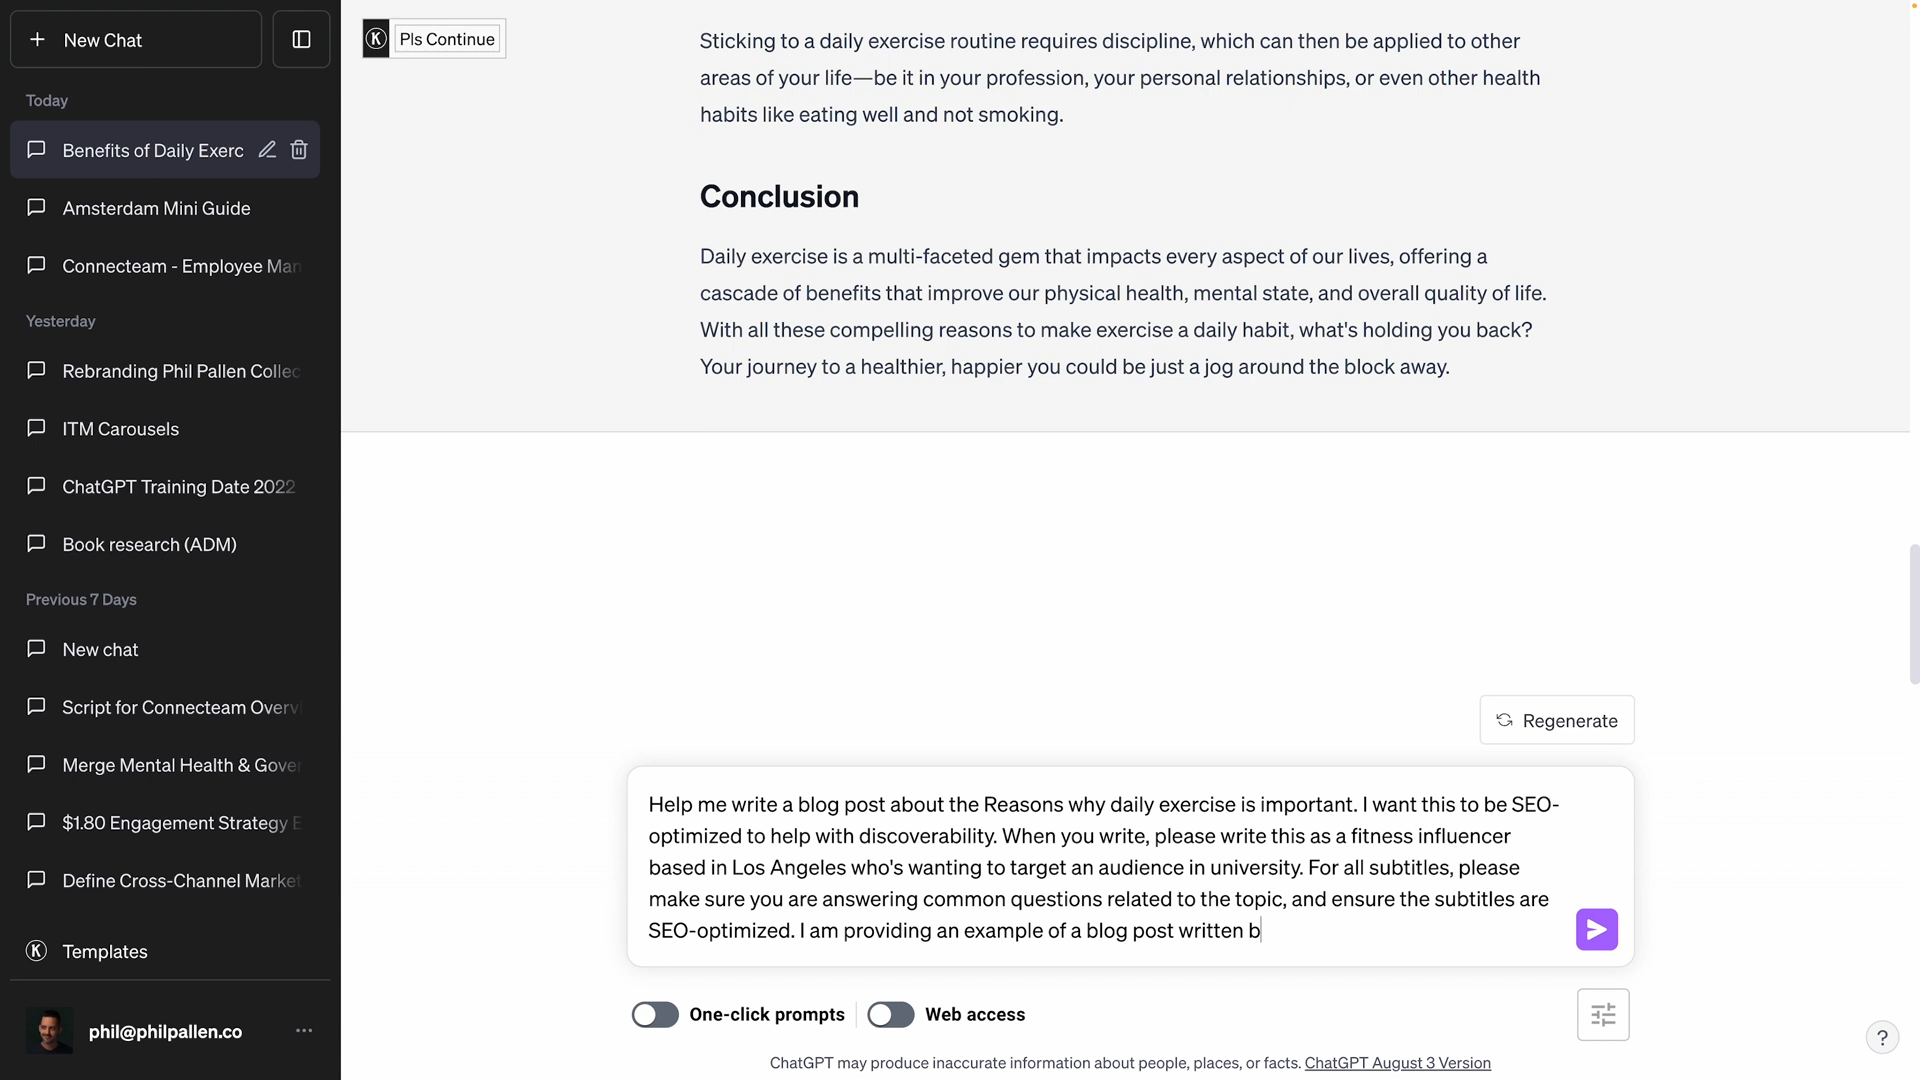 New Chat
Today
Benefits of Daily Exerc
Amsterdam Mini Guide
Connecteam - Employee Man
Yesterday
Rebranding Phil Pallen Collec
ITM Carousels
ChatGPT Training Date 2022
Book research (ADM)
Previous 7 Days
New chat
Script for Connecteam Overvi
Merge Mental Health & Gover
$1.80 Engagement Strategy E
Define Cross-Channel Market
K Templates
phil@philpallen.co
K Pls Continue
Sticking to a daily exercise routine requires discipline, which can then be applied to other
areas of your life—be it in your profession, your personal relationships, or even other health
habits like eating well and not smoking.
Conclusion
Daily exercise is a multi-faceted gem that impacts every aspect of our lives, offering a
cascade of benefits that improve our physical health, mental state, and overall quality of life.
With all these compelling reasons to make exercise a daily habit, what's holding you back?
Your journey to a healthier, happier you could be just a jog around the block away.
Regenerate
Help me write a blog post about the Reasons why daily exercise is important. I want this to be SEO-
optimized to help with discoverability. When you write, please write this as a fitness influencer
based in Los Angeles who's wanting to target an audience in university. For all subtitles, please
make sure you are answering common questions related to the topic, and ensure the subtitles are
SEO-optimized. I am providing an example of a blog post written b
One-click prompts
Web access
?
ChatGPT may produce inaccurate information about people, places, or facts. ChatGPT August 3 Version